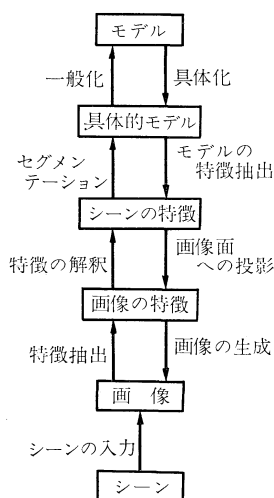 モデル
一般化
具体化
具体的モデル
セグメン
テーション
モデルの
特徴抽出
シーンの特徴
特徴の解釈
画像面
への投影
画像の特徴
特徴抽出
画像の生成
画 像
シーンの入力
シーン